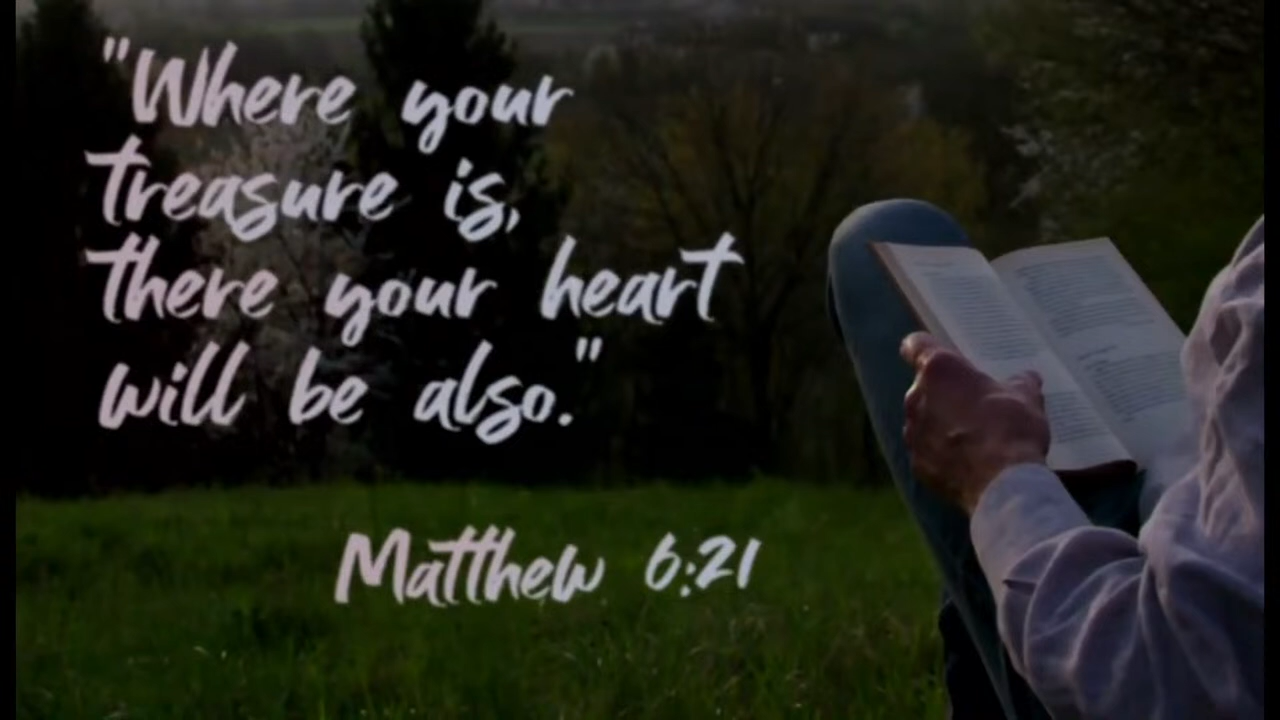 "Where your
treasure is,
there your heart
will be also."
Matthew 6:21